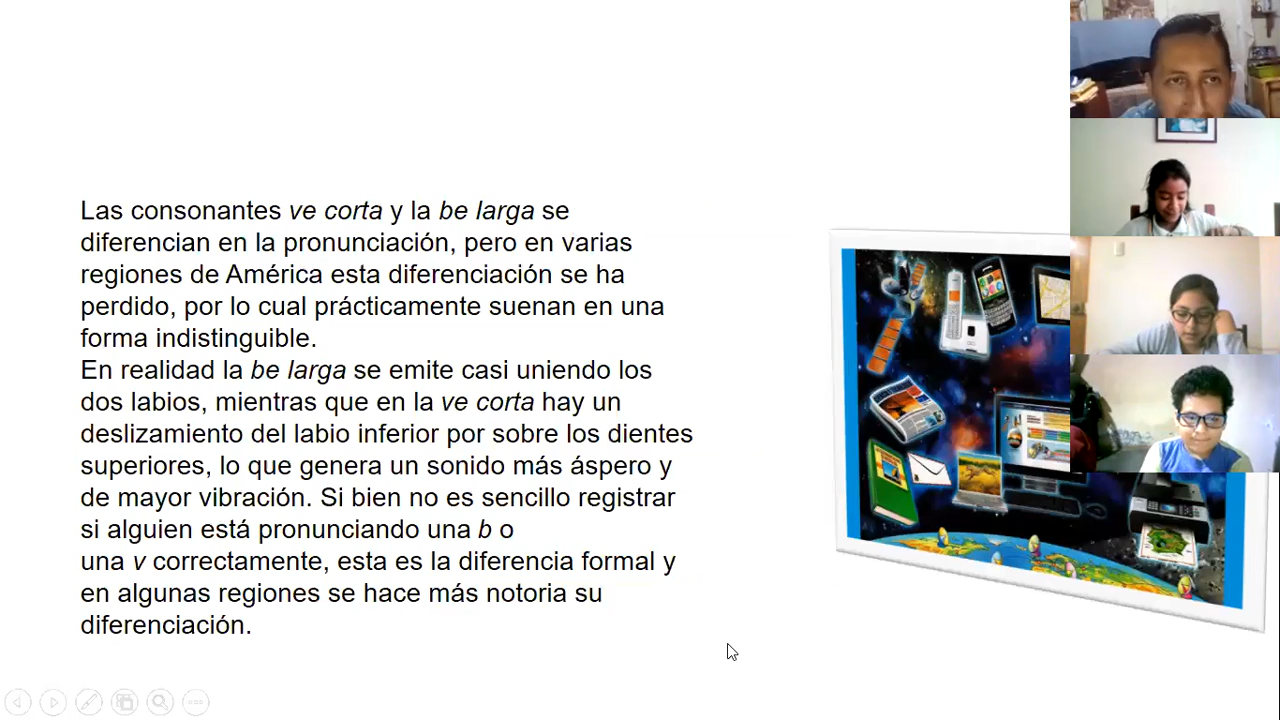 Las consonantes ve corta y la be larga se
diferencian en la pronunciación, pero en varias
regiones de América esta diferenciación se ha
perdido, por lo cual prácticamente suenan en una
forma indistinguible.
En realidad la be larga se emite casi uniendo los
dos labios, mientras que en la ve corta hay un
deslizamiento del labio inferior por sobre los dientes
superiores, lo que genera un sonido más áspero y
de mayor vibración. Si bien no es sencillo registrar
si alguien está pronunciando una b o
una v correctamente, esta es la diferencia formal y
en algunas regiones se hace más notoria su
diferenciación.